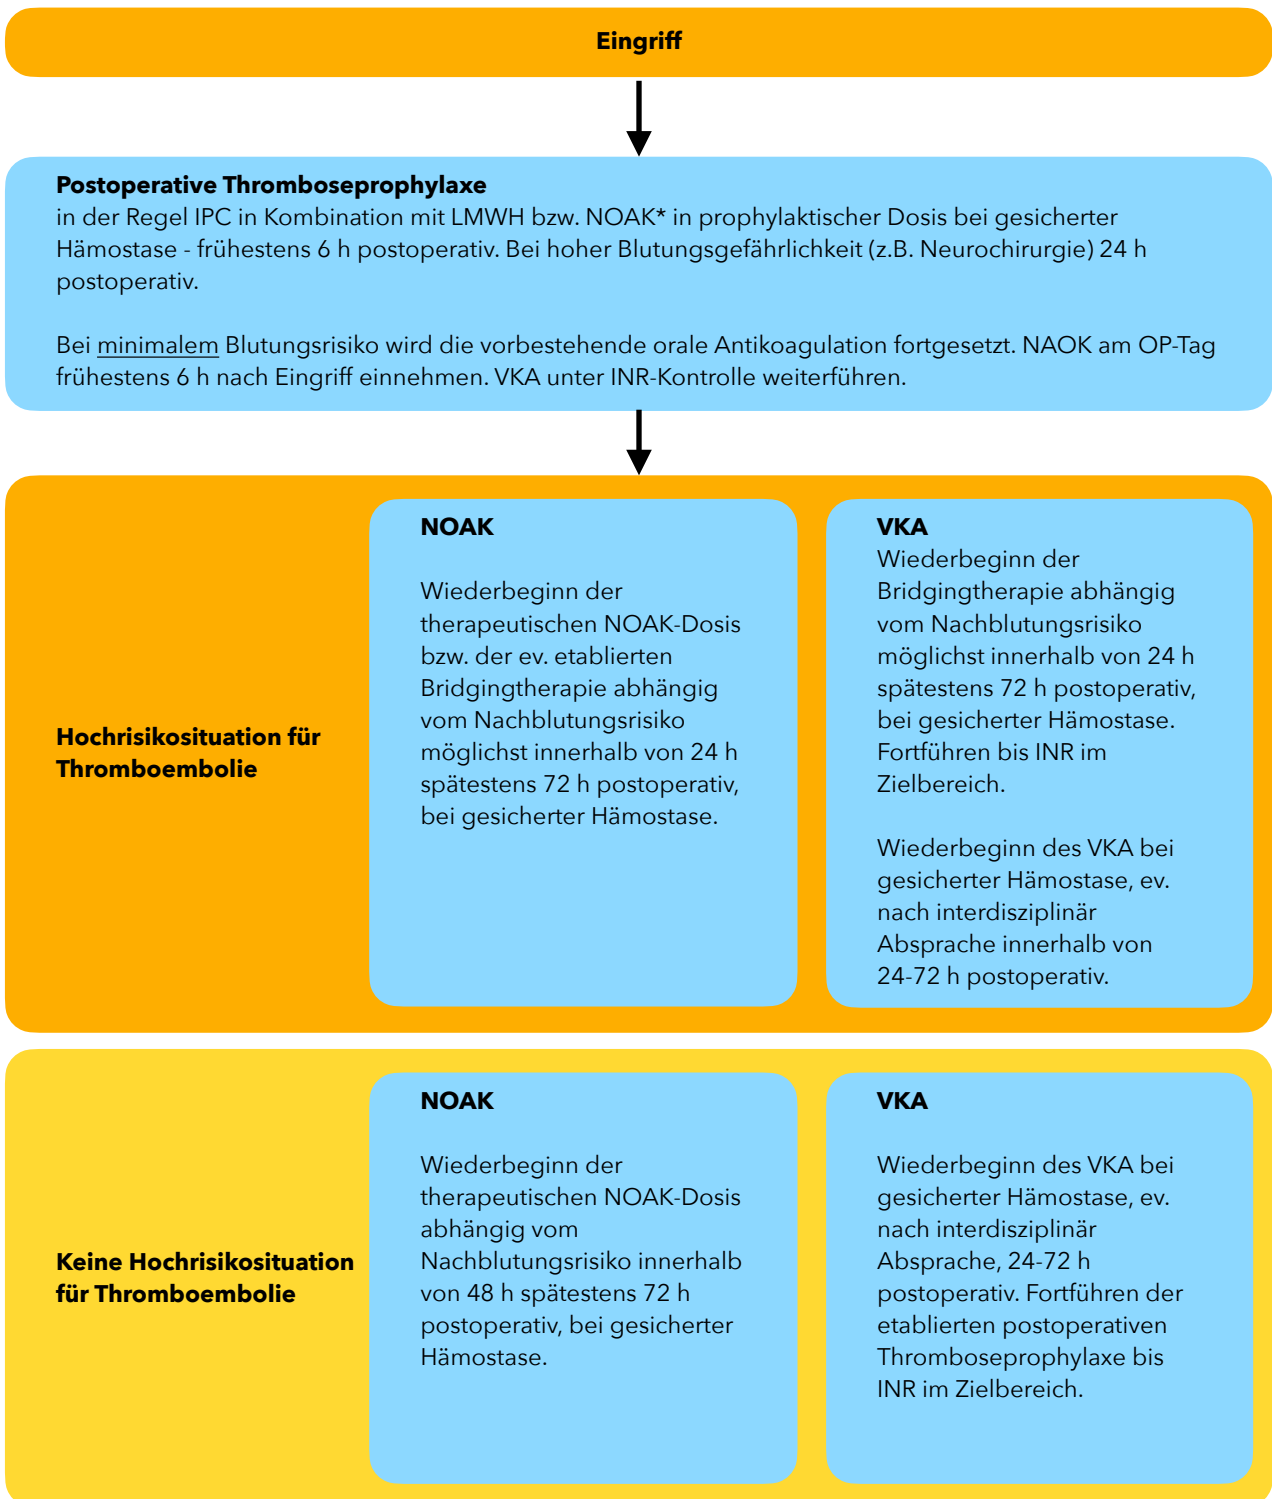 Eingriff
Postoperative Thromboseprophylaxe
in der Regel IPC in Kombination mit LMWH bzw. NOAK* in prophylaktischer Dosis bei gesicherter
Hämostase - frühestens 6 h postoperativ. Bei hoher Blutungsgefährlichkeit (z.B. Neurochirurgie) 24 h
postoperativ.
Bei minimalem Blutungsrisiko wird die vorbestehende orale Antikoagulation fortgesetzt. NAOK am OP-Tag
frühestens 6 h nach Eingriff einnehmen. VKA unter INR-Kontrolle weiterführen.
Hochrisikosituation für
Thromboembolie
NOAK
Wiederbeginn der
therapeutischen NOAK-Dosis
bzw. der ev. etablierten
Bridgingtherapie abhängig
vom Nachblutungsrisiko
möglichst innerhalb von 24 h
spätestens 72 h postoperativ,
bei gesicherter Hämostase.
VKA
Wiederbeginn der
Bridgingtherapie abhängig
vom Nachblutungsrisiko
möglichst innerhalb von 24 h
spätestens 72 h postoperativ,
bei gesicherter Hämostase.
Fortführen bis INR im
Zielbereich.
Wiederbeginn des VKA bei
gesicherter Hämostase, ev.
nach interdisziplinär
Absprache innerhalb von
24-72 h postoperativ.
Keine Hochrisikosituation
für Thromboembolie
NOAK
Wiederbeginn der
therapeutischen NOAK-Dosis
abhängig vom
Nachblutungsrisiko innerhalb
von 48 h spätestens 72 h
postoperativ, bei gesicherter
Hämostase.
VKA
Wiederbeginn des VKA bei
gesicherter Hämostase, ev.
nach interdisziplinär
Absprache, 24-72 h
postoperativ. Fortführen der
etablierten postoperativen
Thromboseprophylaxe bis
INR im Zielbereich.